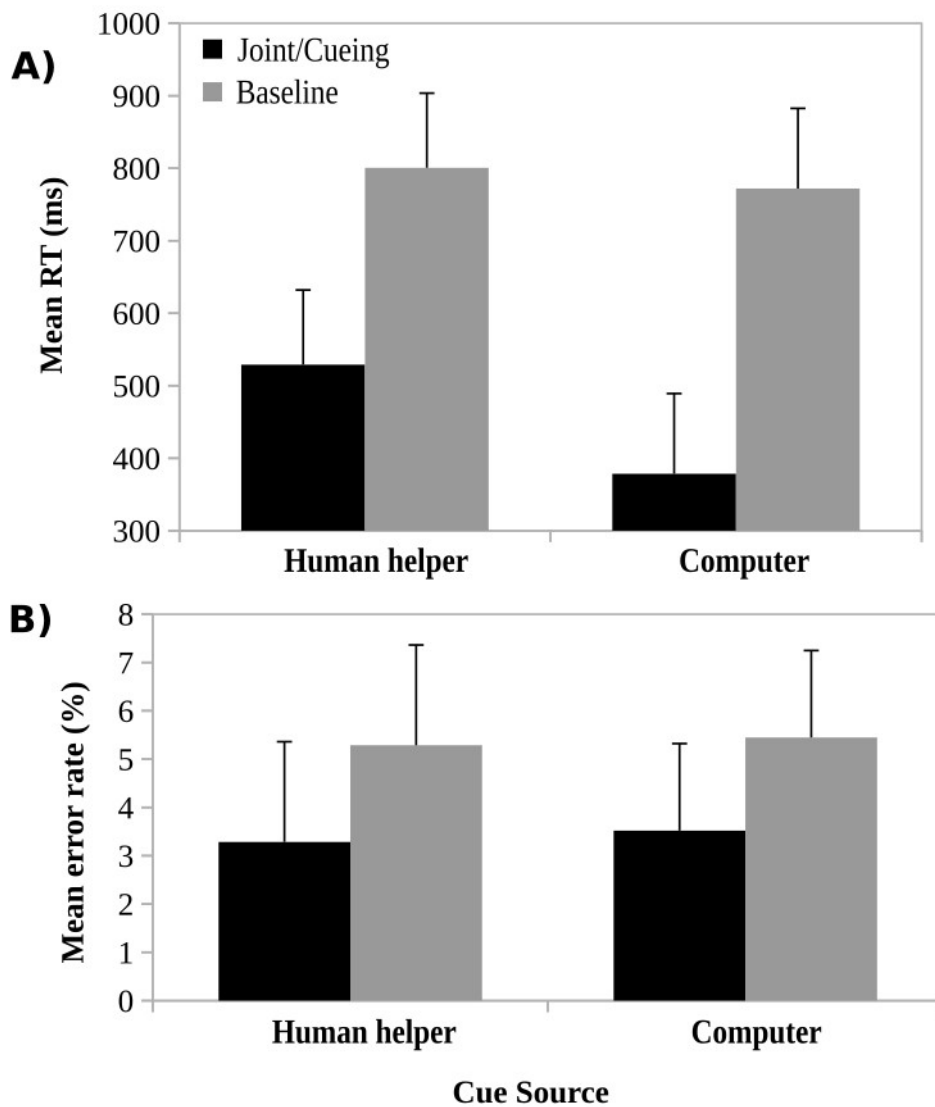 A)
Joint/Cueing
Baseline
Mean RT (ms)
1000
900
800
700
600
500
400
300
Human helper
Computer
B)
Mean error rate (%)
8
7
6
5
4
3
2
1
0
Human helper
Computer
Cue Source